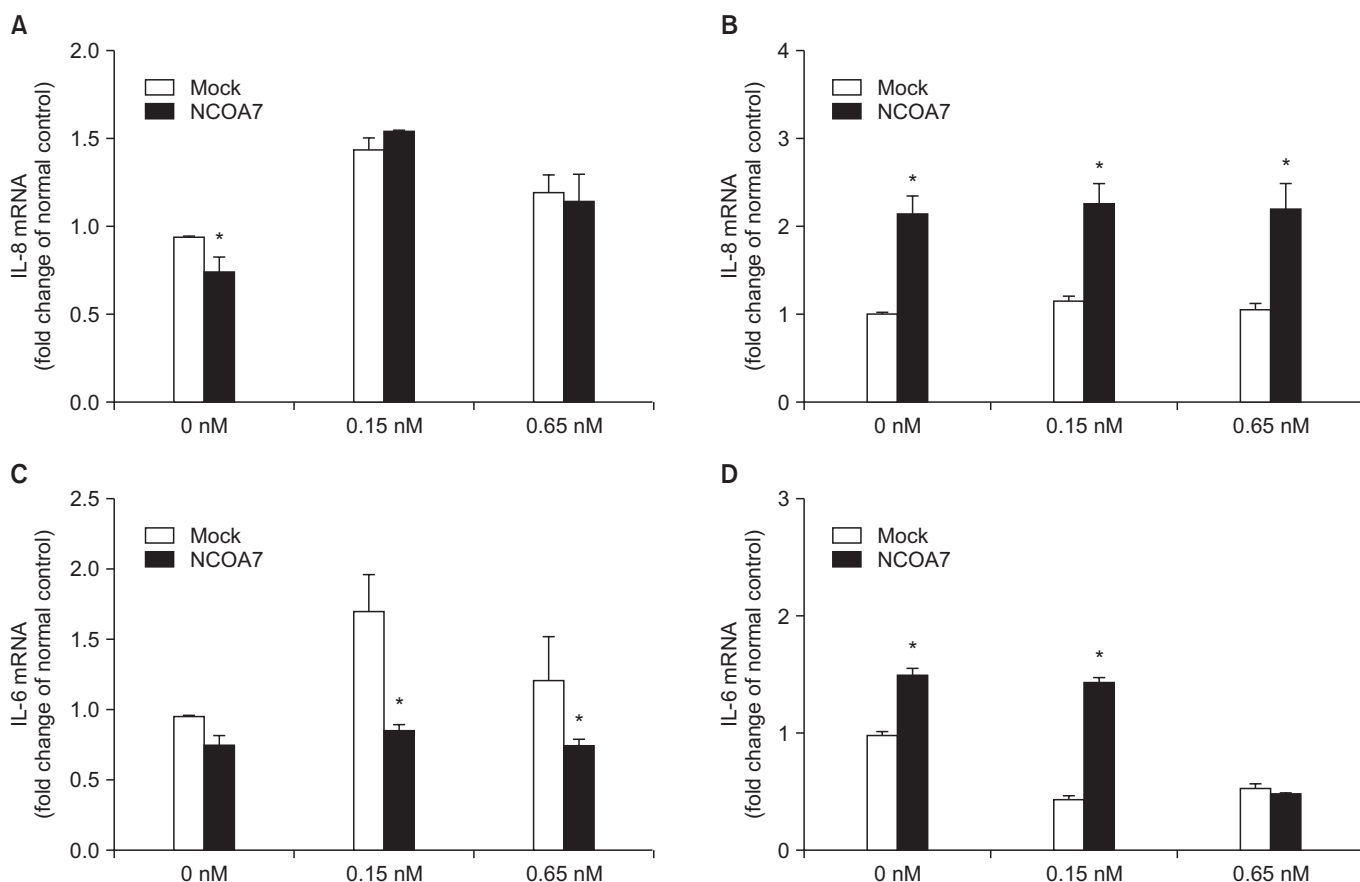 A
IL-8 mRNA
(fold change of normal control)
2.0
1.5
1.0
0.5
0.0
Mock
NCOA7
*
0 nM
0.15 nM
0.65 nM
B
IL-8 mRNA
(fold change of normal control)
4
3
2
1
0
Mock
NCOA7
*
*
*
0 nM
0.15 nM
0.65 nM
C
IL-6 mRNA
(fold change of normal control)
2.5
2.0
1.5
1.0
0.5
0.0
Mock
NCOA7
*
*
0 nM
0.15 nM
0.65 nM
D
IL-6 mRNA
(fold change of normal control)
3
2
1
0
Mock
NCOA7
*
*
0 nM
0.15 nM
0.65 nM